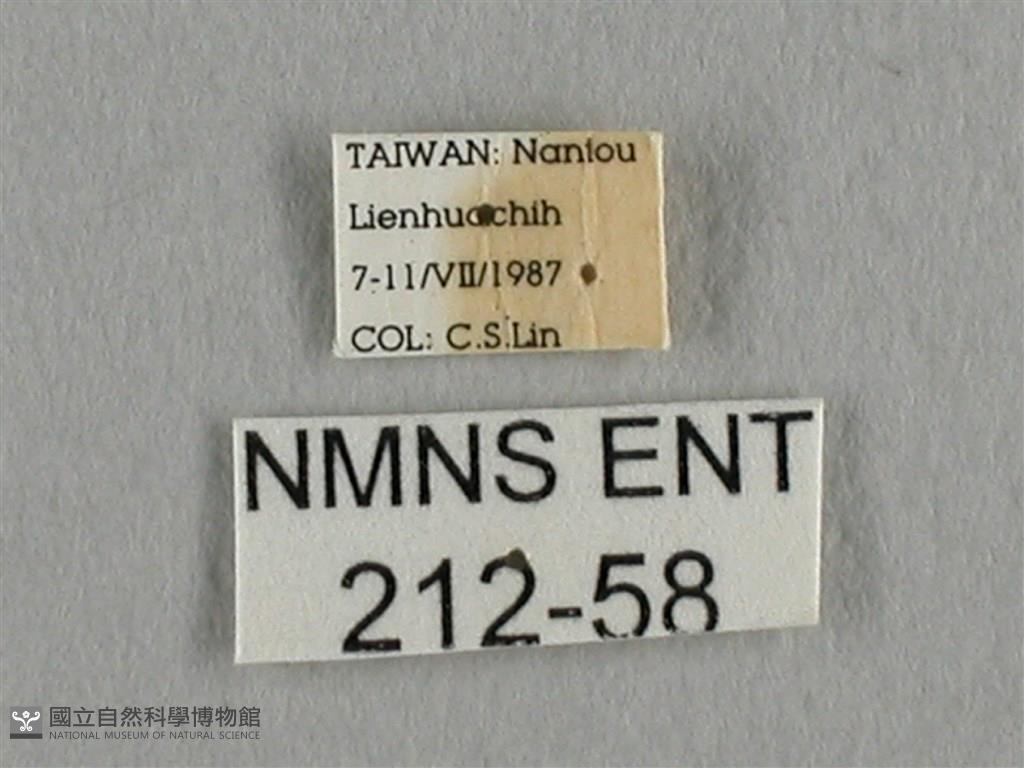 TAIWAN: Nantou
Lienhuachih
7-11/VII/1987
COL: C.S.Lin
NMNS ENT
212-58
國立自然科學博物館
NATIONAL MUSEUM OF NATURAL SCIENCE